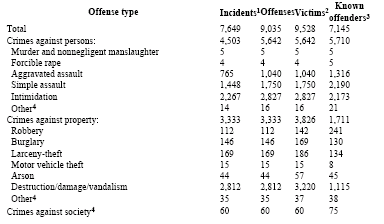 Offense type Incidents1 Offenses Victims2 Known offenders3
Total 7,649 9,035 9,528 7,145
Crimes against persons: 4,503 5,642 5,642 5,710
Murder and nonnegligent manslaughter 5 5 5 5
Forcible rape 4 4 4 5
Aggravated assault 765 1,040 1,040 1,316
Simple assault 1,448 1,750 1,750 2,190
Intimidation 2,267 2,827 2,827 2,173
Other4 14 16 16 21
Crimes against property: 3,333 3,333 3,826 1,711
Robbery 112 112 142 241
Burglary 146 146 169 130
Larceny-theft 169 169 186 134
Motor vehicle theft 15 15 15 8
Arson 44 44 57 45
Destruction/damage/vandalism 2,812 2,812 3,220 1,115
Other4 35 35 37 38
Crimes against society4 60 60 60 75